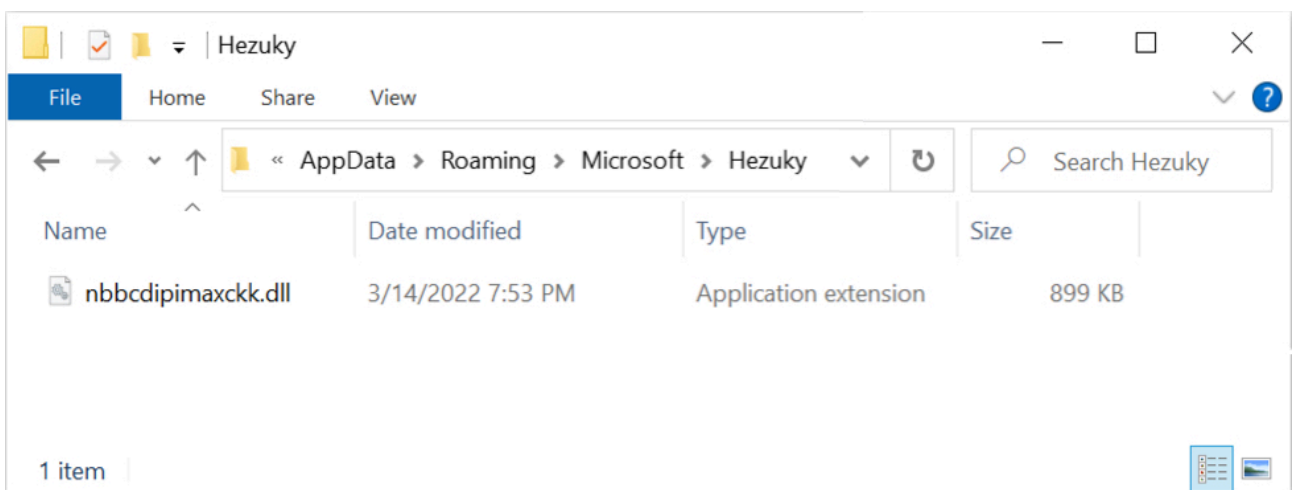 Hezuky
File Home Share View
« AppData > Roaming > Microsoft > Hezuky Search Hezuky
Name Date modified Type Size
nbbcdipimaxckk.dll 3/14/2022 7:53 PM Application extension 899 KB
1 item